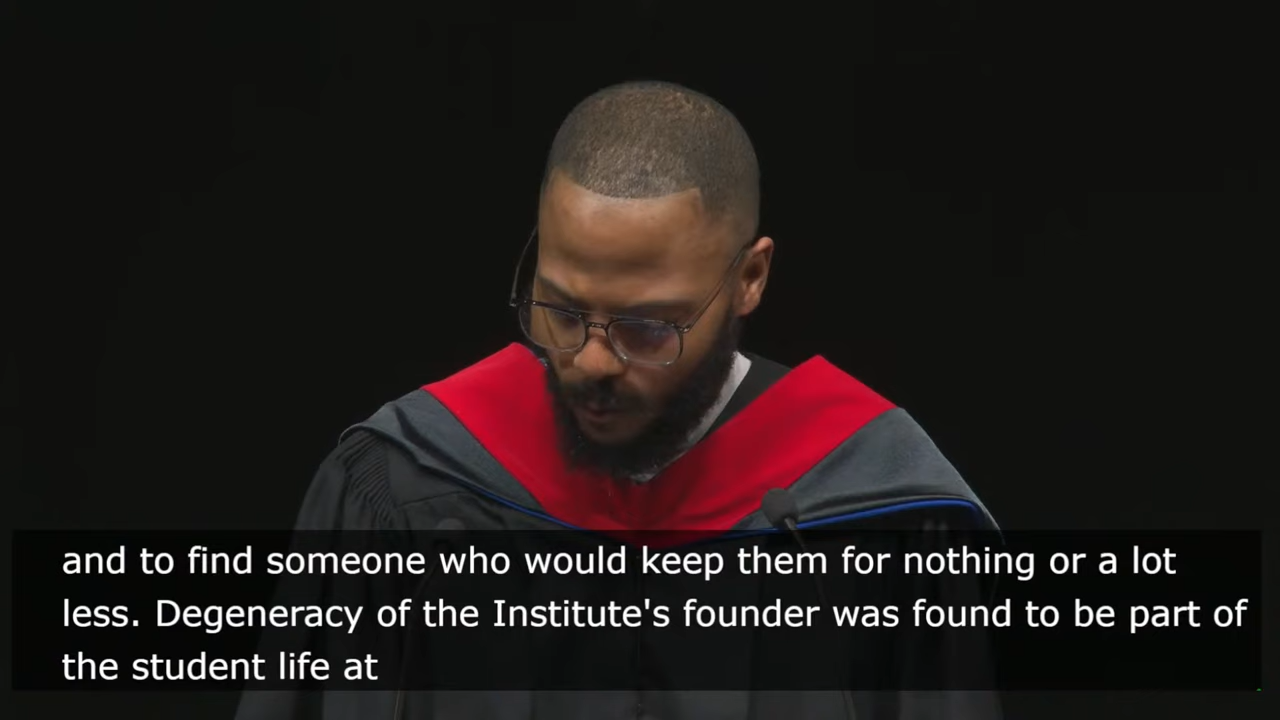 and to find someone who would keep them for nothing or a lot
less. Degeneracy of the Institute's founder was found to be part of
the student life at